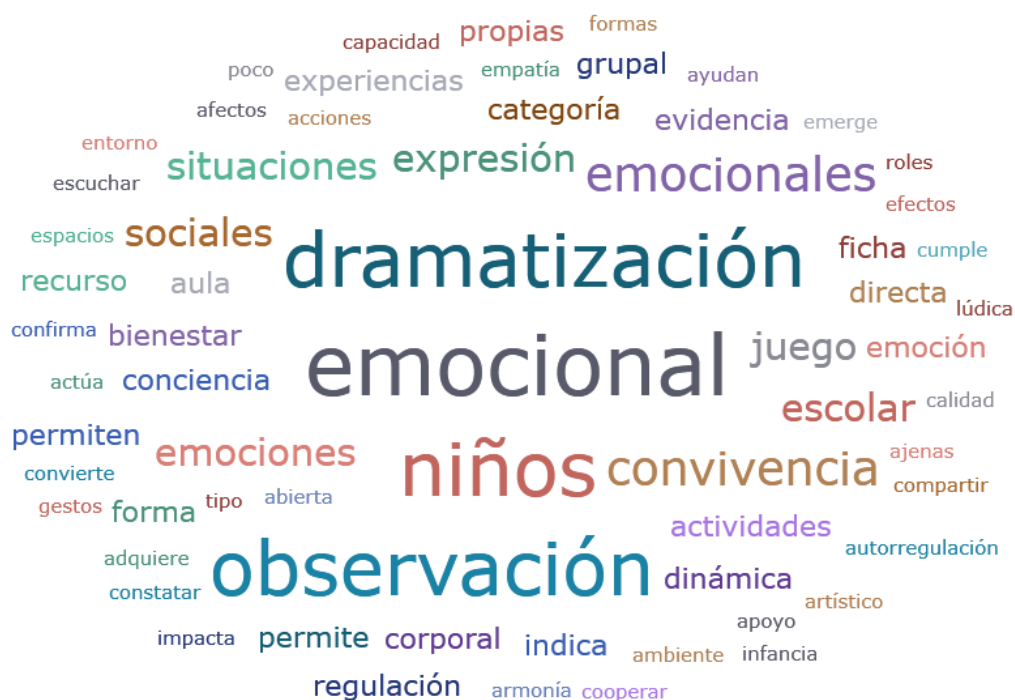 formas
capacidad propias
poco experiencias empatía grupal ayudan
afectos acciones categoría evidencia emerge
entorno situaciones expresión emocionales roles
escuchar efectos
espacios sociales dramatización ficha cumple
recurso aula directa lúdica
confirma bienestar emocional juego emoción
actúa conciencia escolar calidad
permiten emociones niños convivencia ajenas
convierte compartir
gestos forma tipo abierta actividades
adquiere observación dinámica autorregulación
constatar artístico
impacta permite corporal indica apoyo
ambiente infancia
regulación armonía cooperar